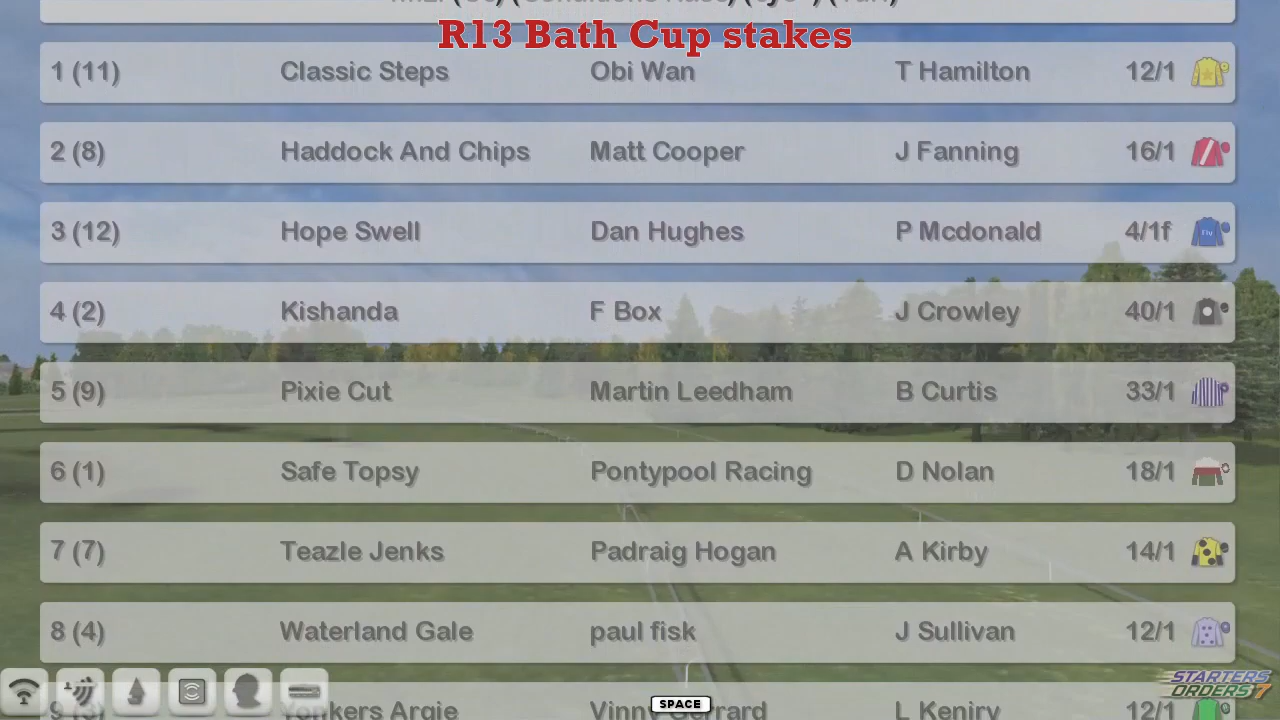 R13 Bath Cup stakes
1 (11) Classic Steps Obi Wan T Hamilton 12/1
2 (8) Haddock And Chips Matt Cooper J Fanning 16/1
3 (12) Hope Swell Dan Hughes P Mcdonald 4/1f
4 (2) Kishanda F Box J Crowley 40/1
5 (9) Pixie Cut Martin Leedham B Curtis 33/1
6 (1) Safe Topsy Pontypool Racing D Nolan 18/1
7 (7) Teazle Jenks Padraig Hogan A Kirby 14/1
8 (4) Waterland Gale paul fisk J Sullivan 12/1
9 (3) Yonkers Argie Vinny Gerrard L Keniry 12/1
SPACE
STARTERS
ORDERS 7